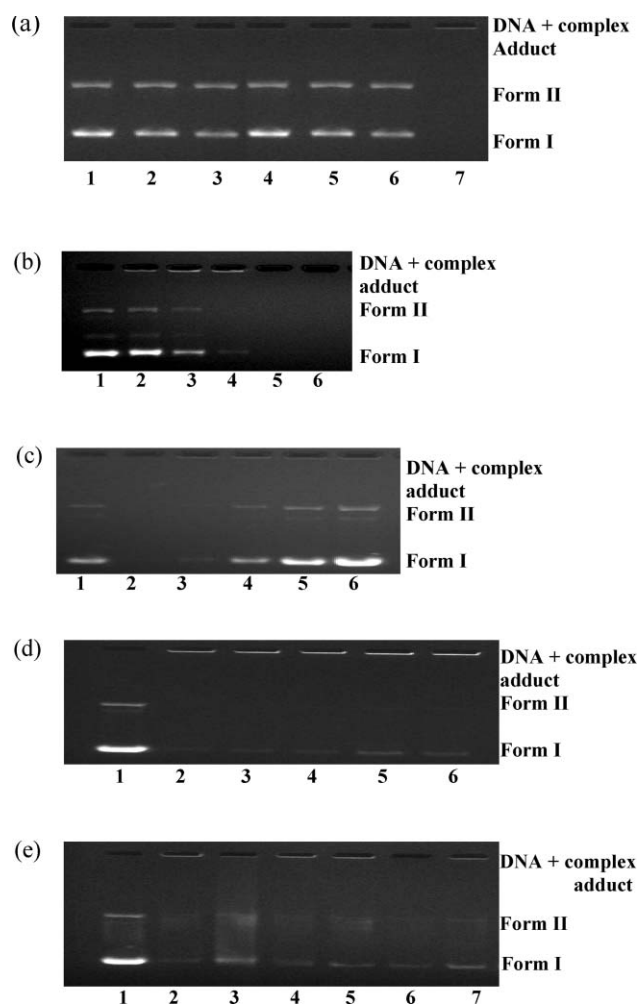 (a)
DNA + complex
Adduct
Form II
Form I
1 2 3 4 5 6 7
(b)
DNA + complex
adduct
Form II
Form I
1 2 3 4 5 6
(c)
DNA + complex
adduct
Form II
Form I
1 2 3 4 5 6
(d)
DNA + complex
adduct
Form II
Form I
1 2 3 4 5 6
(e)
DNA + complex
adduct
Form II
Form I
1 2 3 4 5 6 7